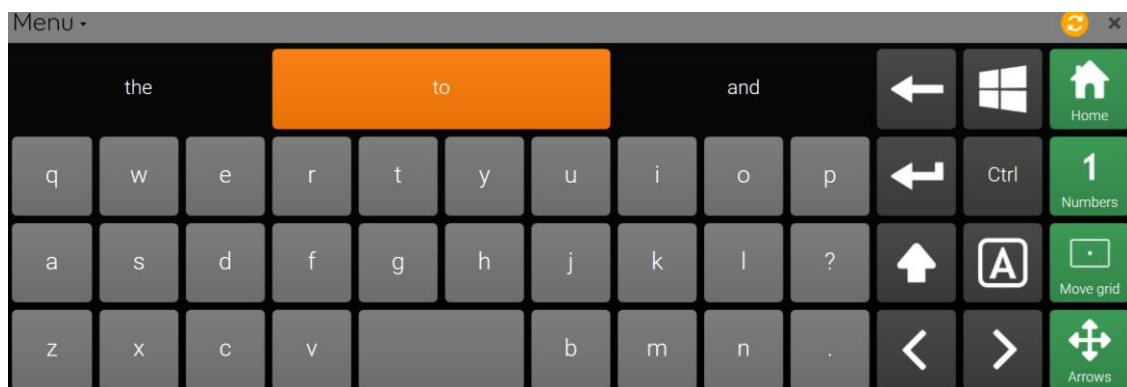 Menu
the to and
Home
q w e r t y u i o p Ctrl 1
Numbers
a s d f g h j k l ? A
Move grid
z x c v b m n .
Arrows